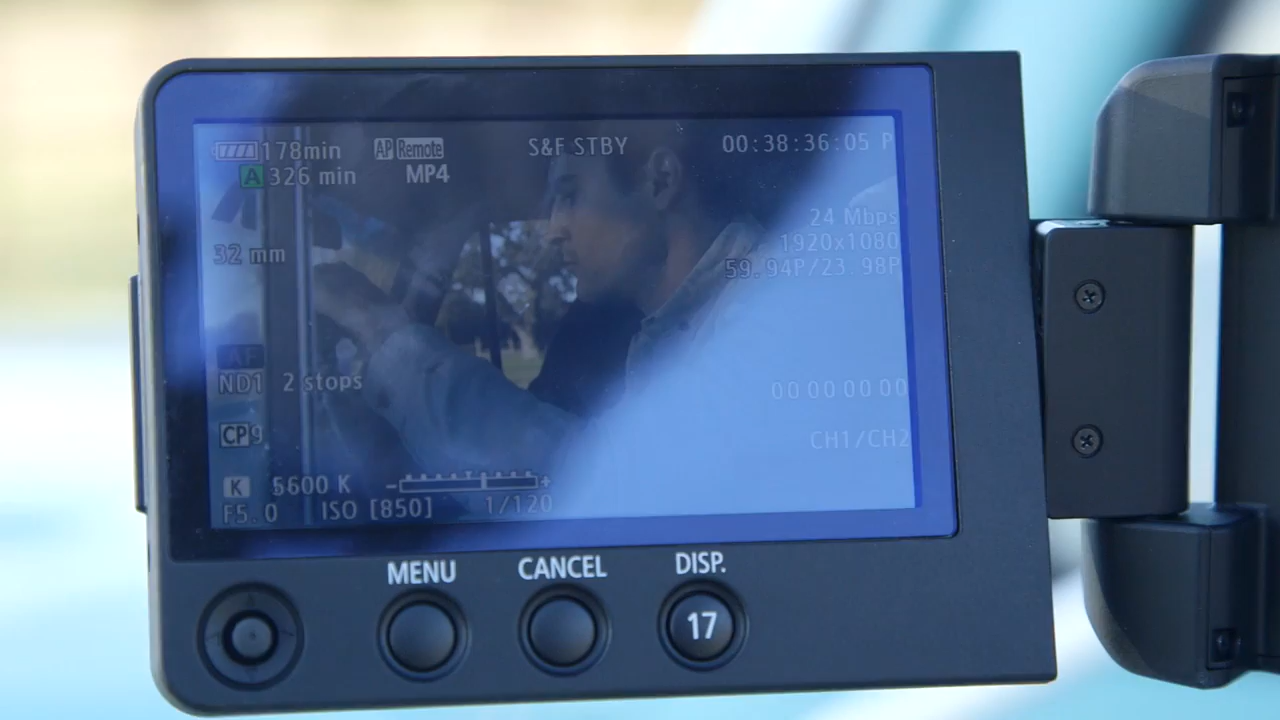 178min AP Remote S&F STBY 00:38:36:05 P
A 326 min MP4
24 Mbps
1920x1080
32 mm
59.94P/23.98P
AF
ND1 2 stops
00 00 00 00
CP9
CH1/CH2
K 5600 K - +
F5.0 ISO [850] 1/120
MENU CANCEL DISP.
17